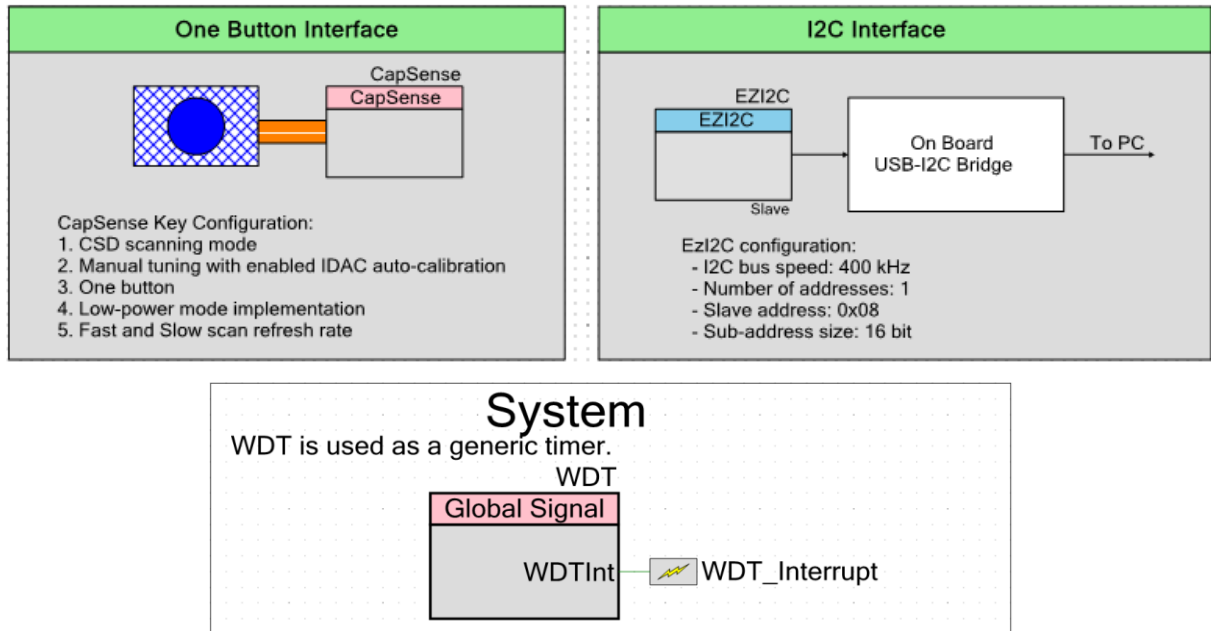 One Button Interface
CapSense
CapSense
CapSense Key Configuration:
1. CSD scanning mode
2. Manual tuning with enabled IDAC auto-calibration
3. One button
4. Low-power mode implementation
5. Fast and Slow scan refresh rate
I2C Interface
EZI2C
EZI2C
Slave
On Board
USB-I2C Bridge
To PC
EzI2C configuration:
- I2C bus speed: 400 kHz
- Number of addresses: 1
- Slave address: 0x08
- Sub-address size: 16 bit
System
WDT is used as a generic timer.
WDT
Global Signal
WDTInt
WDT_Interrupt